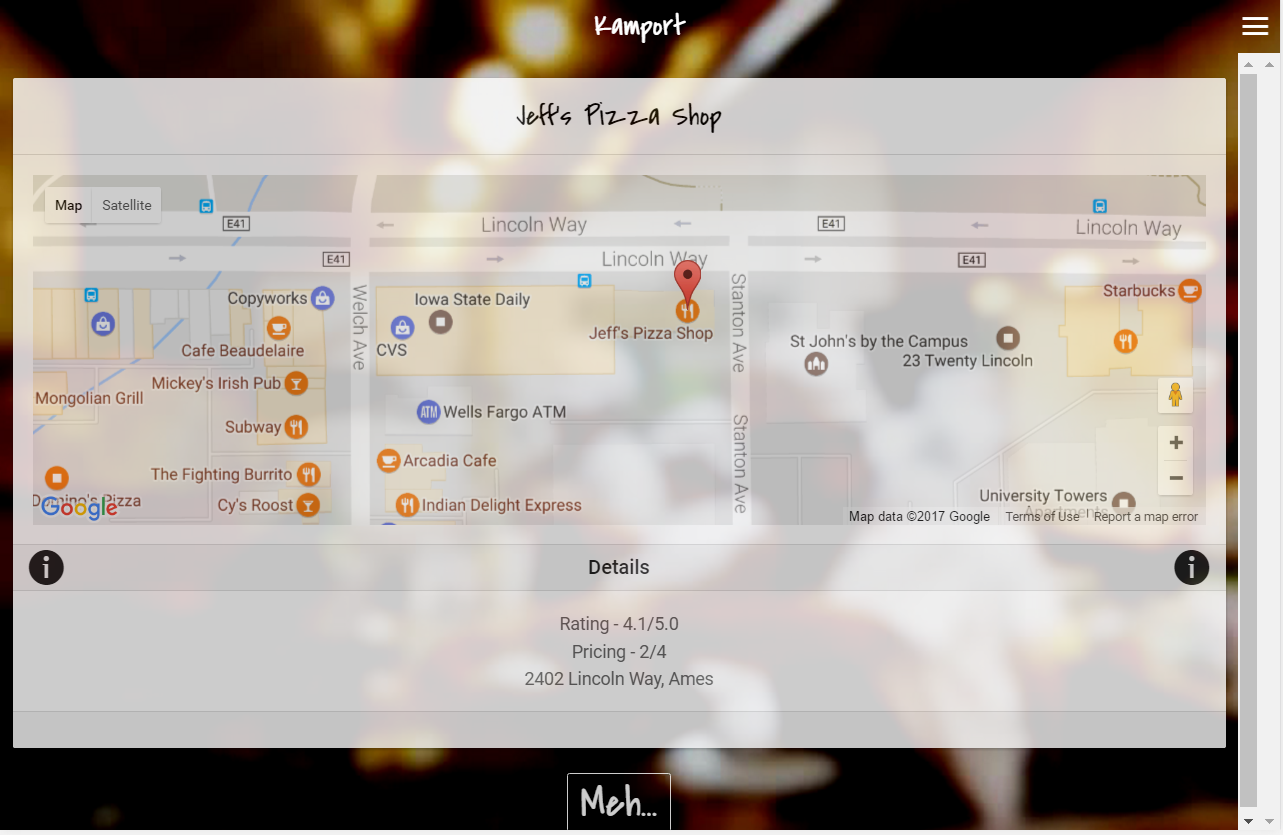 Kamport
Jeff's Pizza Shop
Map Satellite
E41 Lincoln Way E41 Lincoln Way
E41 Lincoln Way E41
Welch Ave
Stanton Ave
Stanton Ave
Copyworks
Iowa State Daily
Starbucks
CVS
Jeff's Pizza Shop
Cafe Beaudelaire
St John's by the Campus
23 Twenty Lincoln
Mickey's Irish Pub
Mongolian Grill
ATM Wells Fargo ATM
Subway
Arcadia Cafe
The Fighting Burrito
Domino's Pizza
Cy's Roost
Indian Delight Express
University Towers
Apartments
Google
Map data ©2017 Google Terms of Use Report a map error
i Details i
Rating - 4.1/5.0
Pricing - 2/4
2402 Lincoln Way, Ames
Meh...